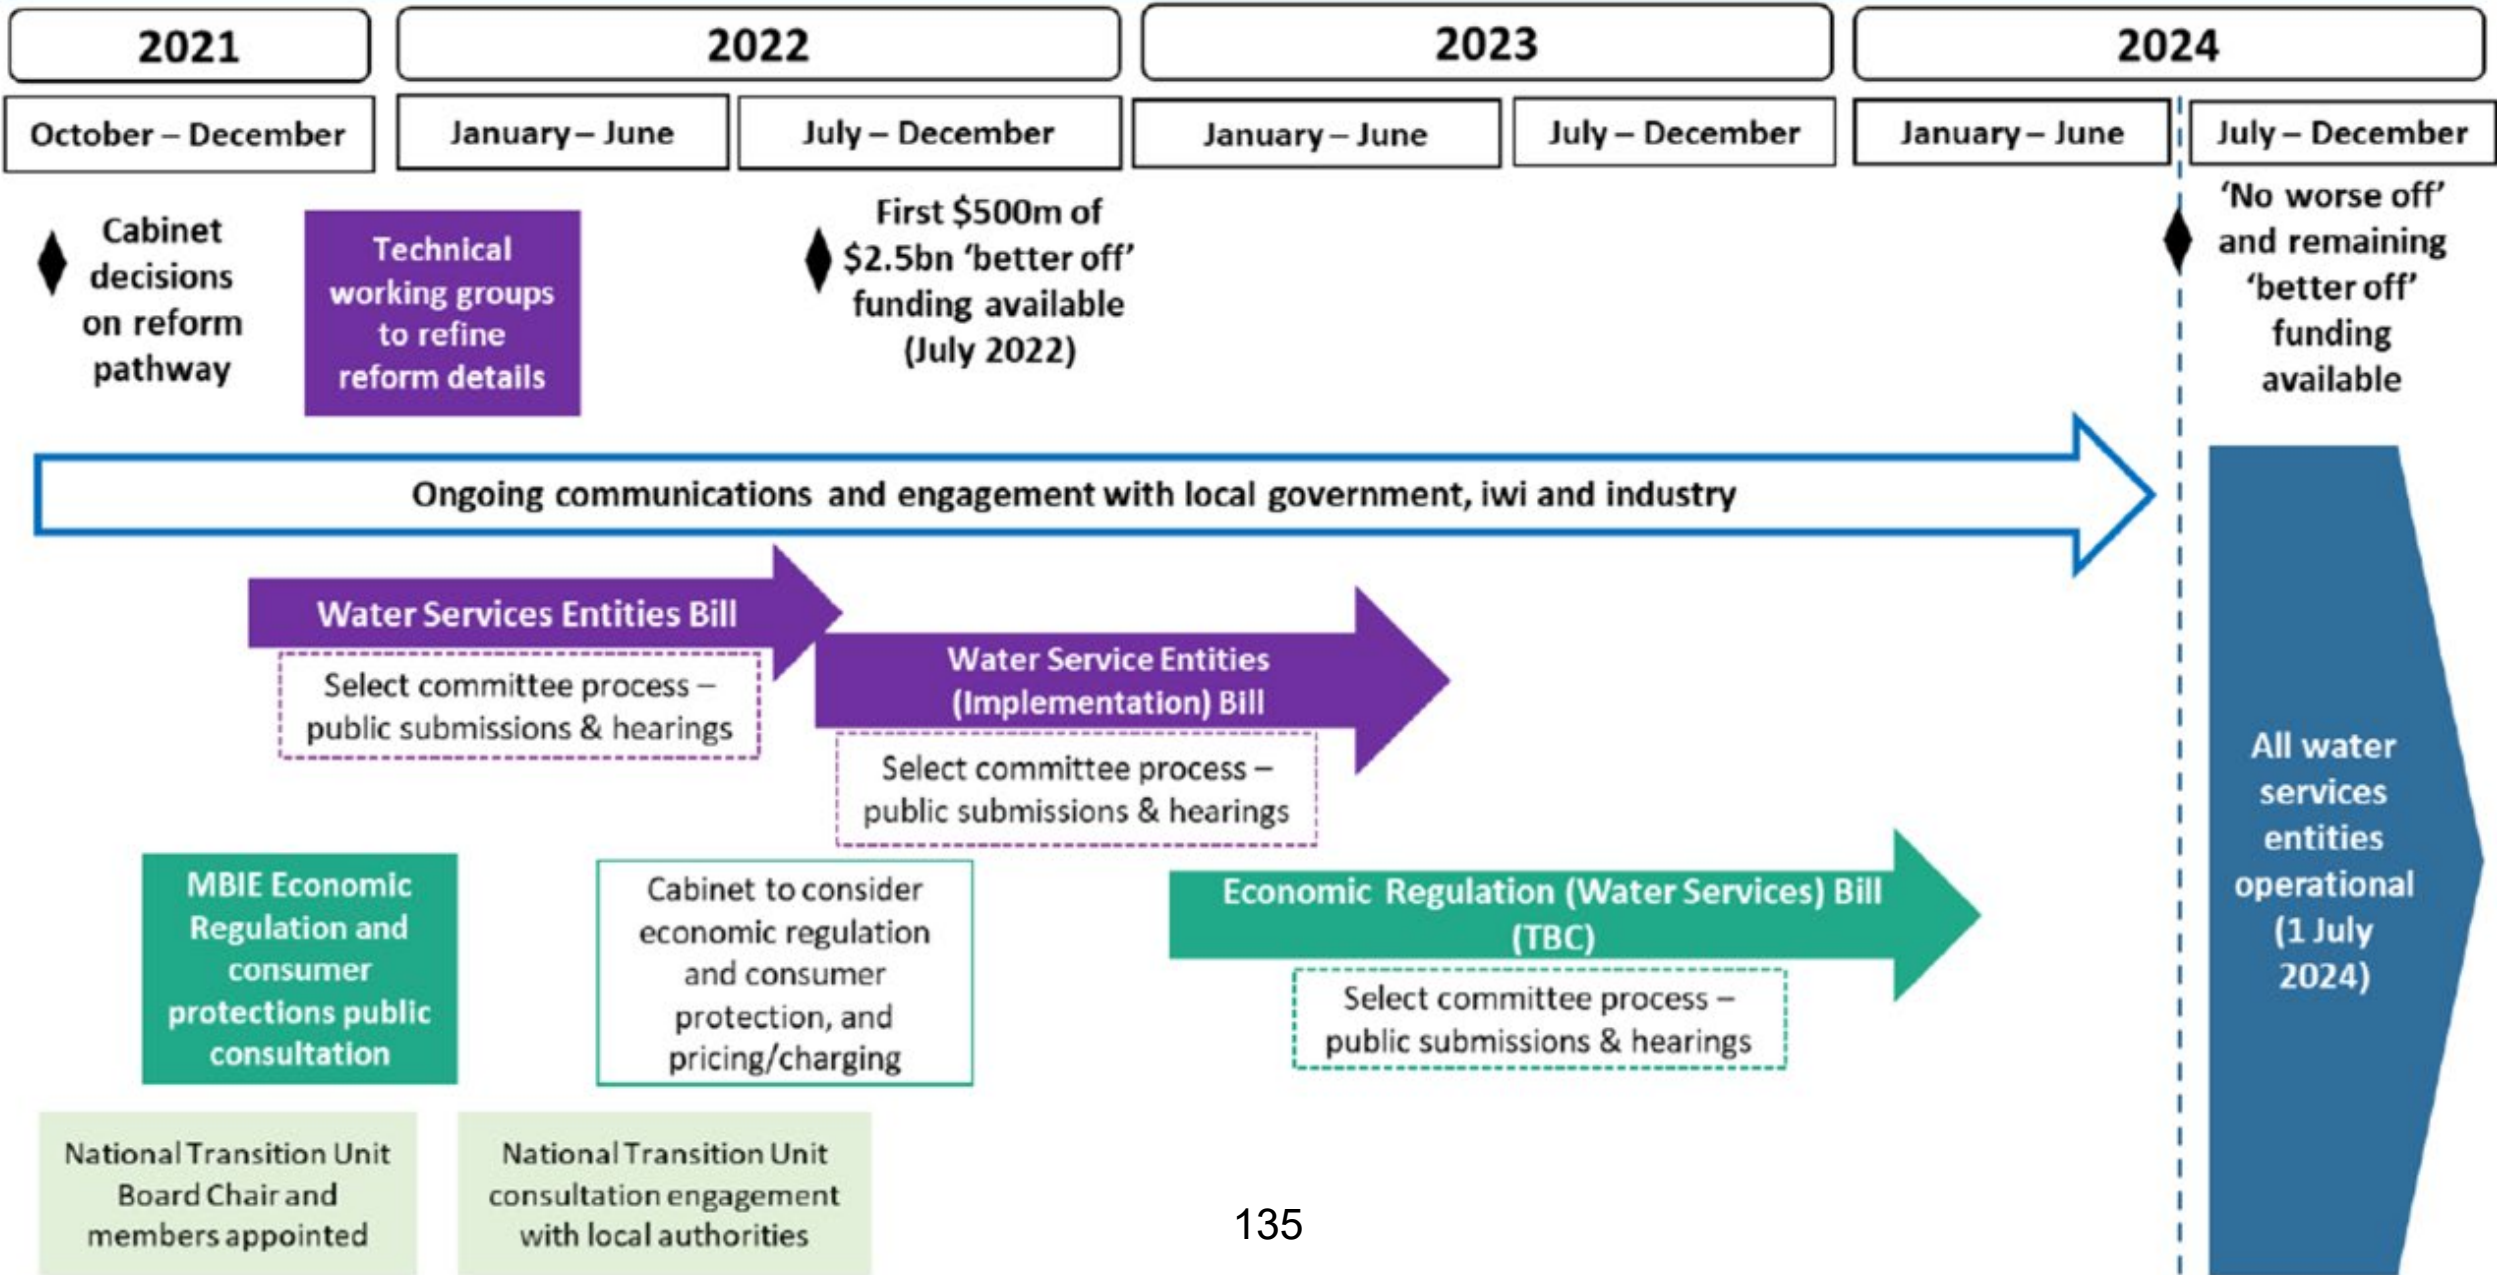 2021
2022
2023
2024
October – December
January – June
July – December
January – June
July – December
January – June
July – December
Cabinet
decisions
on reform
pathway
Technical
working groups
to refine
reform details
First $500m of
$2.5bn ‘better off’
funding available
(July 2022)
‘No worse off’
and remaining
‘better off’
funding
available
Ongoing communications and engagement with local government, iwi and industry
Water Services Entities Bill
Select committee process –
public submissions & hearings
Water Service Entities
(Implementation) Bill
Select committee process –
public submissions & hearings
MBIE Economic
Regulation and
consumer
protections public
consultation
Cabinet to consider
economic regulation
and consumer
protection, and
pricing/charging
Economic Regulation (Water Services) Bill
(TBC)
Select committee process –
public submissions & hearings
All water
services
entities
operational
(1 July
2024)
National Transition Unit
Board Chair and
members appointed
National Transition Unit
consultation engagement
with local authorities
135